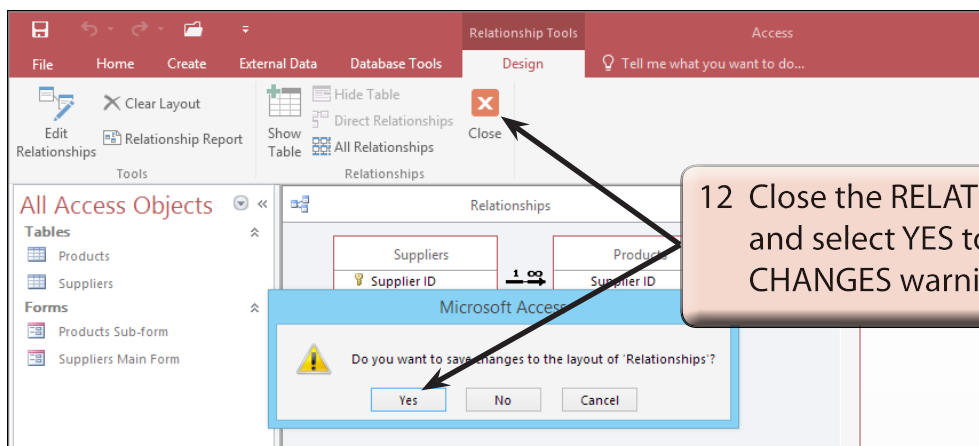 Relationship Tools Access
File Home Create External Data Database Tools Design Tell me what you want to do...
Edit Relationships
Clear Layout
Relationship Report
Tools
Show Table
Hide Table
Direct Relationships
All Relationships
Relationships
Close
All Access Objects
Tables
Products
Suppliers
Forms
Products Sub-form
Suppliers Main Form
Relationships
Suppliers
Supplier ID
1 ∞
Products
Supplier ID
12 Close the RELAT
and select YES to
CHANGES warni
Microsoft Access
Do you want to save changes to the layout of 'Relationships'?
Yes No Cancel